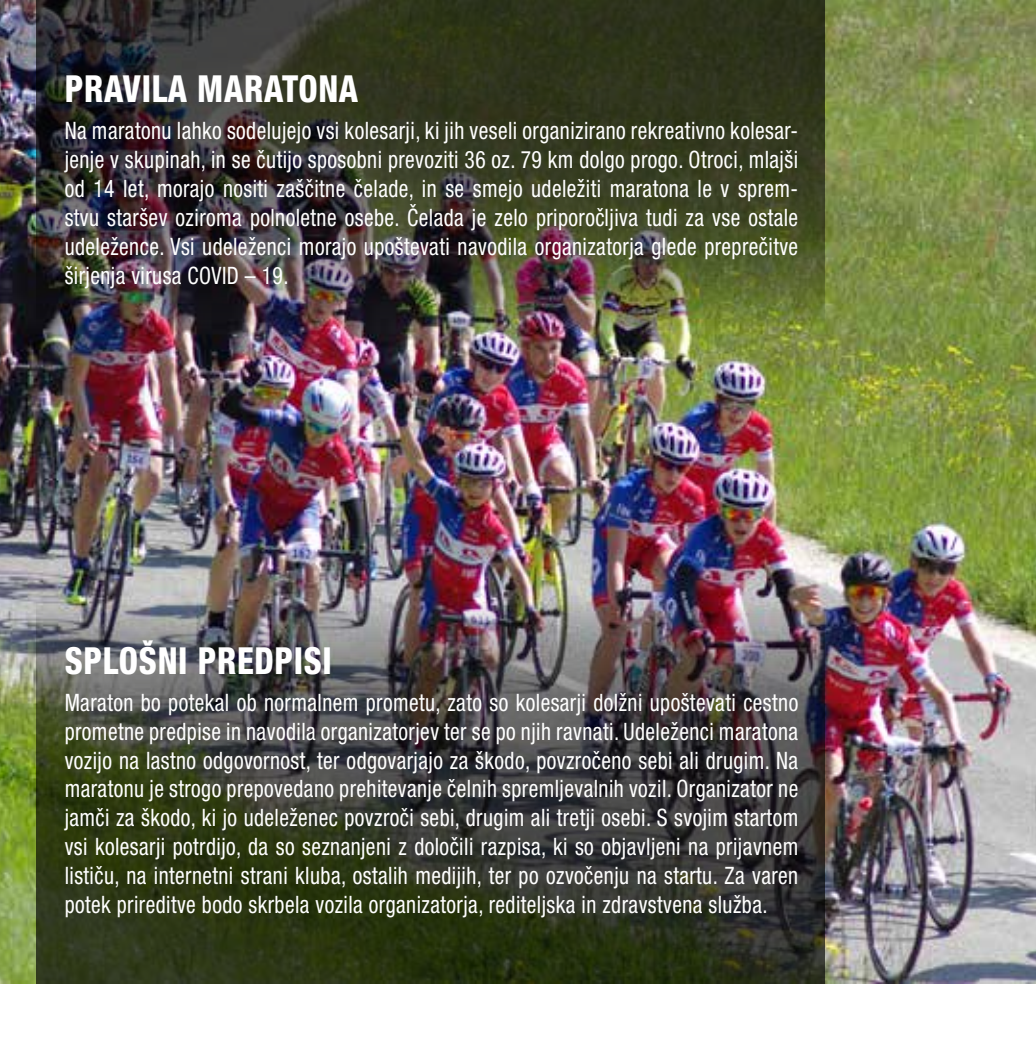 PRAVILA MARATONA
Na maratonu lahko sodelujejo vsi kolesarji, ki jih veseli organizirano rekreativno kolesar-
jenje v skupinah, in se čutijo sposobni prevoziti 36 oz. 79 km dolgo progo. Otroci, mlajši
od 14 let, morajo nositi zaščitne čelade, in se smejo udeležiti maratona le v sprem-
stvu staršev oziroma polnoletne osebe. Čelada je zelo priporočljiva tudi za vse ostale
udeležence. Vsi udeleženci morajo upoštevati navodila organizatorja glede preprečitve
širjenja virusa COVID – 19.
SPLOŠNI PREDPISI
Maraton bo potekal ob normalnem prometu, zato so kolesarji dolžni upoštevati cestno
prometne predpise in navodila organizatorjev ter se po njih ravnati. Udeleženci maratona
vozijo na lastno odgovornost, ter odgovarjajo za škodo, povzročeno sebi ali drugim. Na
maratonu je strogo prepovedano prehitevanje čelnih spremljevalnih vozil. Organizator ne
jamči za škodo, ki jo udeleženec povzroči sebi, drugim ali tretji osebi. S svojim startom
vsi kolesarji potrdijo, da so seznanjeni z določili razpisa, ki so objavljeni na prijavnem
lističu, na internetni strani kluba, ostalih medijih, ter po ozvočenju na startu. Za varen
potek prireditve bodo skrbela vozila organizatorja, rediteljska in zdravstvena služba.